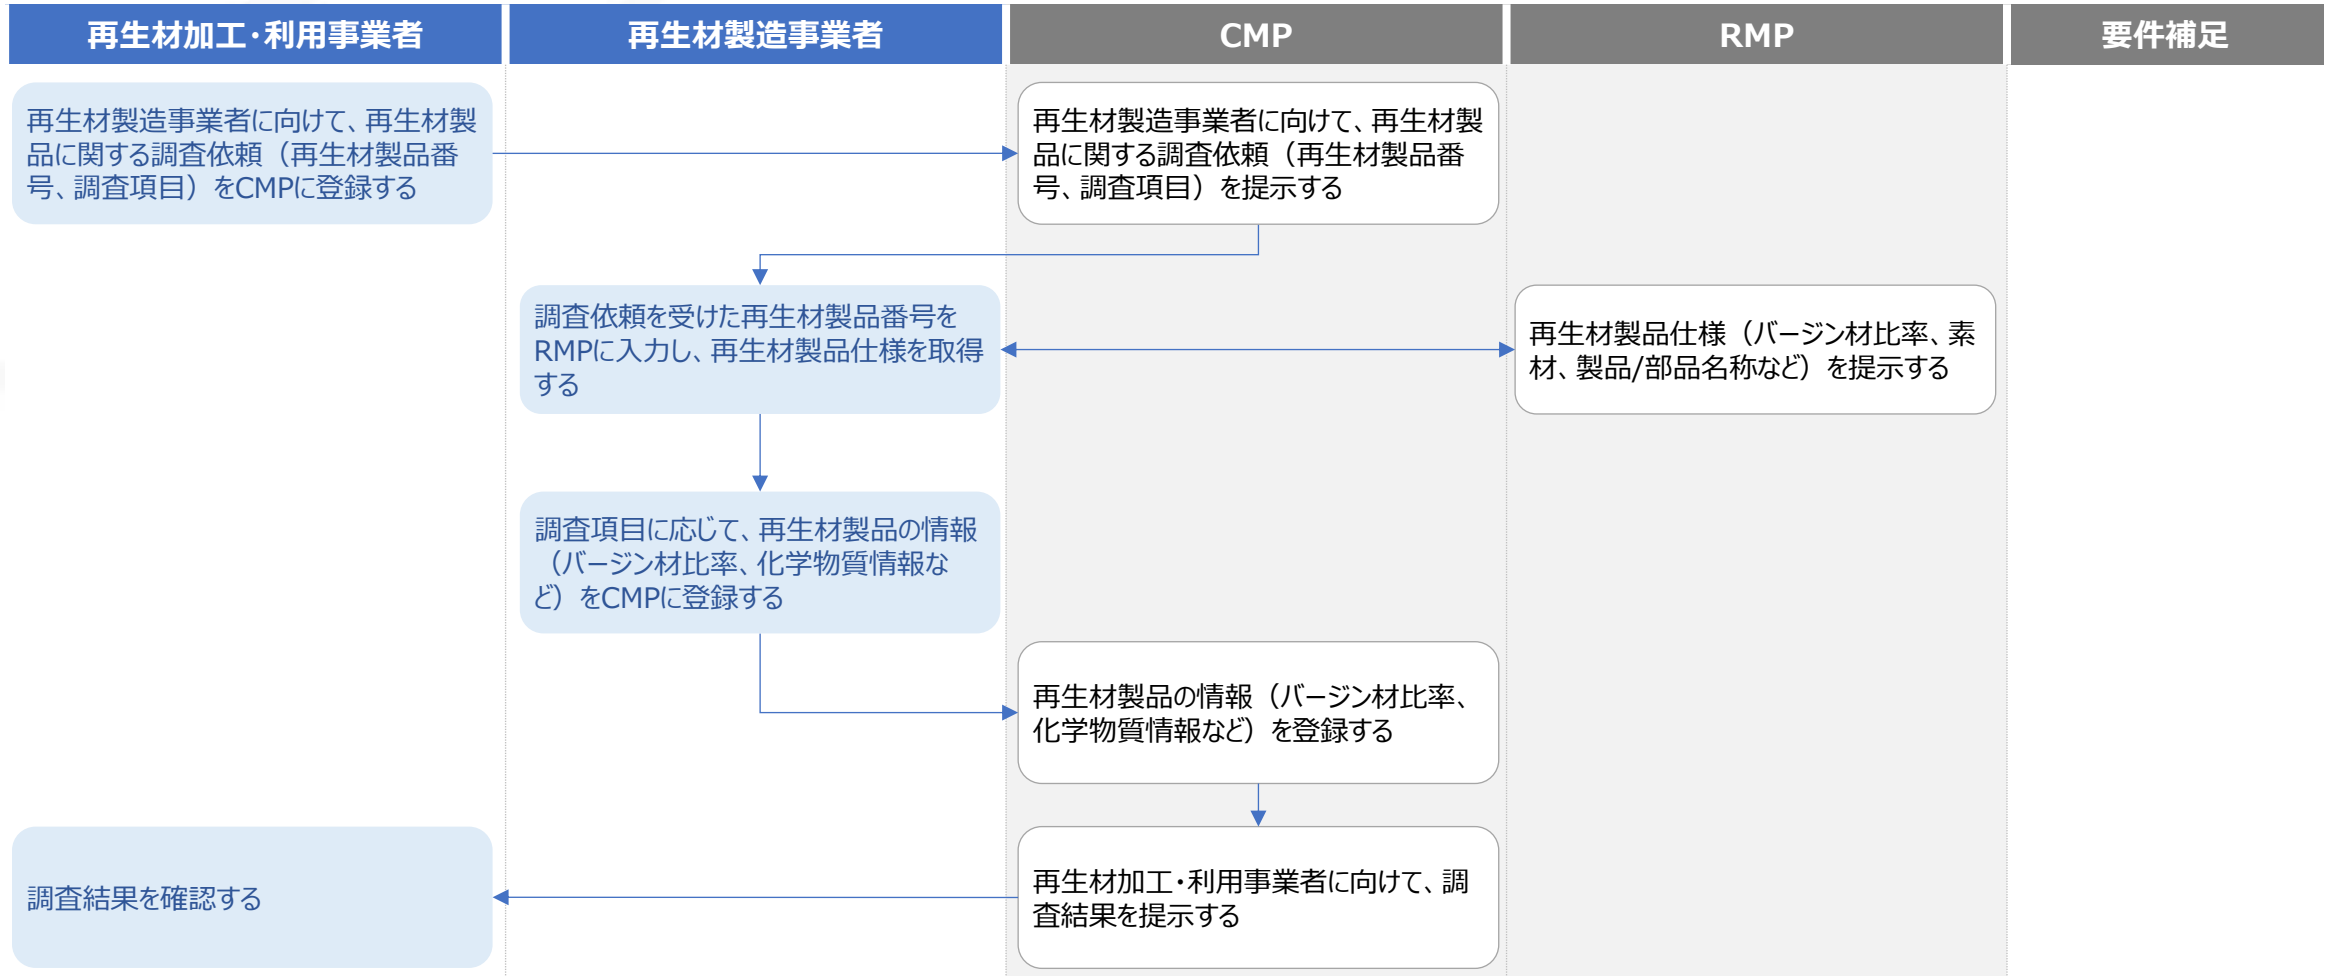 再生材加工・利用事業者
再生材製造事業者
CMP
RMP
要件補足
再生材製造事業者に向けて、再生材製
品に関する調査依頼（再生材製品番
号、調査項目）をCMPに登録する
再生材製造事業者に向けて、再生材製
品に関する調査依頼（再生材製品番
号、調査項目）を提示する
調査依頼を受けた再生材製品番号を
RMPに入力し、再生材製品仕様を取得
する
再生材製品仕様（バージン材比率、素
材、製品/部品名称など）を提示する
調査項目に応じて、再生材製品の情報
（バージン材比率、化学物質情報な
ど）をCMPに登録する
再生材製品の情報（バージン材比率、
化学物質情報など）を登録する
調査結果を確認する
再生材加工・利用事業者に向けて、調
査結果を提示する